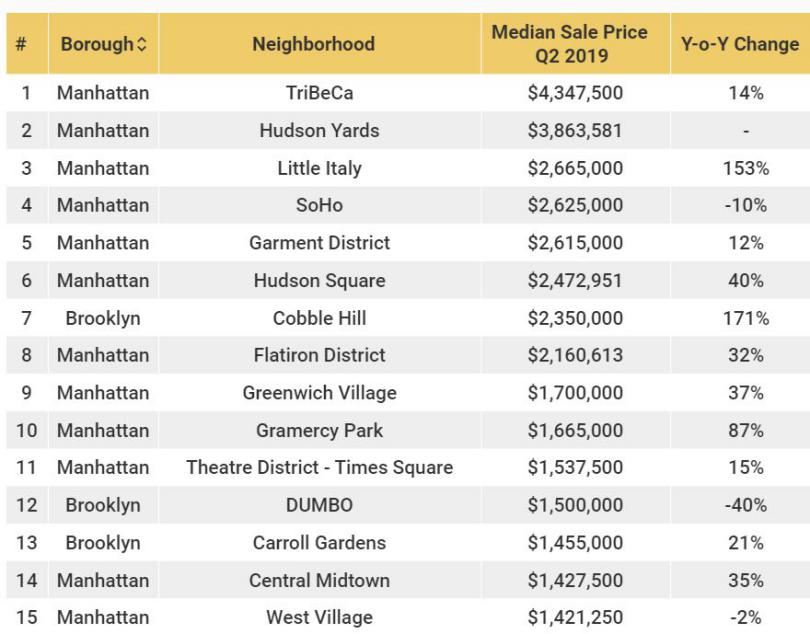 # Borough Neighborhood Median Sale Price Q2 2019 Y-o-Y Change
1 Manhattan TriBeCa $4,347,500 14%
2 Manhattan Hudson Yards $3,863,581 -
3 Manhattan Little Italy $2,665,000 153%
4 Manhattan SoHo $2,625,000 -10%
5 Manhattan Garment District $2,615,000 12%
6 Manhattan Hudson Square $2,472,951 40%
7 Brooklyn Cobble Hill $2,350,000 171%
8 Manhattan Flatiron District $2,160,613 32%
9 Manhattan Greenwich Village $1,700,000 37%
10 Manhattan Gramercy Park $1,665,000 87%
11 Manhattan Theatre District - Times Square $1,537,500 15%
12 Brooklyn DUMBO $1,500,000 -40%
13 Brooklyn Carroll Gardens $1,455,000 21%
14 Manhattan Central Midtown $1,427,500 35%
15 Manhattan West Village $1,421,250 -2%